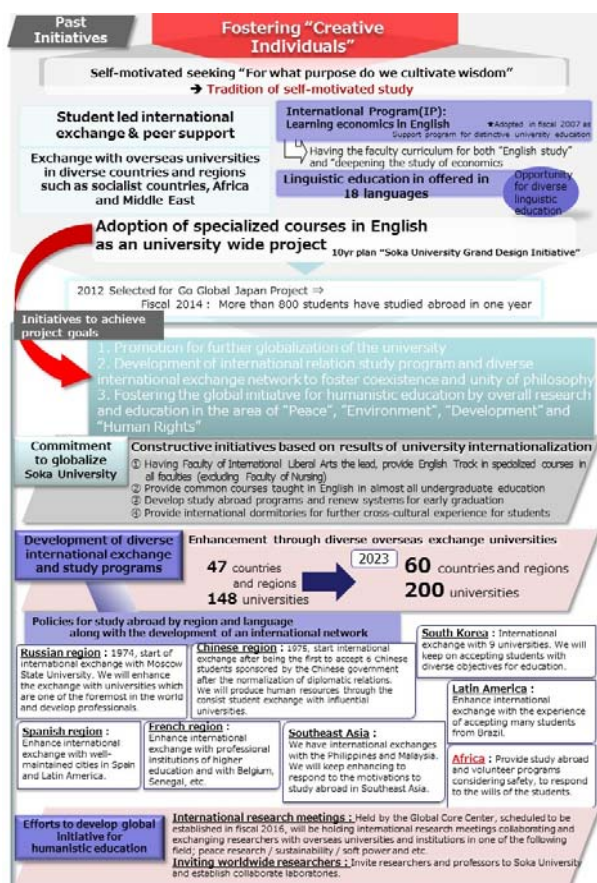 Past
Initiatives
Fostering "Creative
Individuals"
Self-motivated seeking "For what purpose do we cultivate wisdom"
➔ Tradition of self-motivated study
Student led international
exchange & peer support
Exchange with overseas universities
in diverse countries and regions
such as socialist countries, Africa
and Middle East
International Program(IP):
Learning economics in English ★Adopted in fiscal 2007 as
Support program for distinctive university education
Having the faculty curriculum for both "English study"
and "deepening the study of economics
Linguistic education in offered in
18 languages
Opportunity
for diverse
linguistic
education
Adoption of specialized courses in English
as an university wide project 10yr plan "Soka University Grand Design Initiative"
2012 Selected for Go Global Japan Project ⇒
Fiscal 2014 : More than 800 students have studied abroad in one year
Initiatives to achieve
project goals
1. Promotion for further globalization of the university
2. Development of international relation study program and diverse
international exchange network to foster coexistence and unity of philosophy
3. Fostering the global initiative for humanistic education by overall research
and education in the area of "Peace", "Environment", "Development" and
"Human Rights"
Commitment
to globalize
Soka University
Constructive initiatives based on results of university internationalization
① Having Faculty of International Liberal Arts the lead, provide English Track in specialized courses in
all faculties (excluding Faculty of Nursing)
② Provide common courses taught in English in almost all undergraduate education
③ Develop study abroad programs and renew systems for early graduation
④ Provide international dormitories for further cross-cultural experience for students
Development of diverse
international exchange
and study programs
Enhancement through diverse overseas exchange universities
47 countries
and regions
148 universities
2023
60 countries and regions
200 universities
Policies for study abroad by region and language
along with the development of an international network
Russian region : 1974, start of
international exchange with Moscow
State University. We will enhance
the exchange with universities which
are one of the foremost in the
world and develop professionals.
Chinese region : 1975, start international
exchange after being the first to accept 6 Chinese
students sponsored by the Chinese government
after the normalization of diplomatic relations.
We will produce human resources through the
consist student exchange with influential
universities.
South Korea : International
exchange with 9 universities. We will
keep on accepting students with
diverse objectives for education.
Latin America :
Enhance international
exchange with the experience
of accepting many students
from Brazil.
Spanish region :
Enhance international
exchange with well-
maintained cities in Spain
and Latin America.
French region :
Enhance international
exchange with professional
institutions of higher
education and with Belgium,
Senegal, etc.
Southeast Asia :
We have international exchanges
with the Philippines and Malaysia.
We will keep enhancing to
respond to the motivations to
study abroad in Southeast Asia.
Africa : Provide study abroad
and volunteer programs
considering safety, to respond
to the wills of the students.
Efforts to develop global
initiative for
humanistic education
International research meetings : Held by the Global Core Center, scheduled to be
established in fiscal 2016, will be holding international research meetings collaborating and
exchanging researchers with overseas universities and institutions in one of the following
field; peace research / sustainability / soft power and etc.
Inviting worldwide researchers : Invite researchers and professors to Soka University
and establish collaborate laboratories.